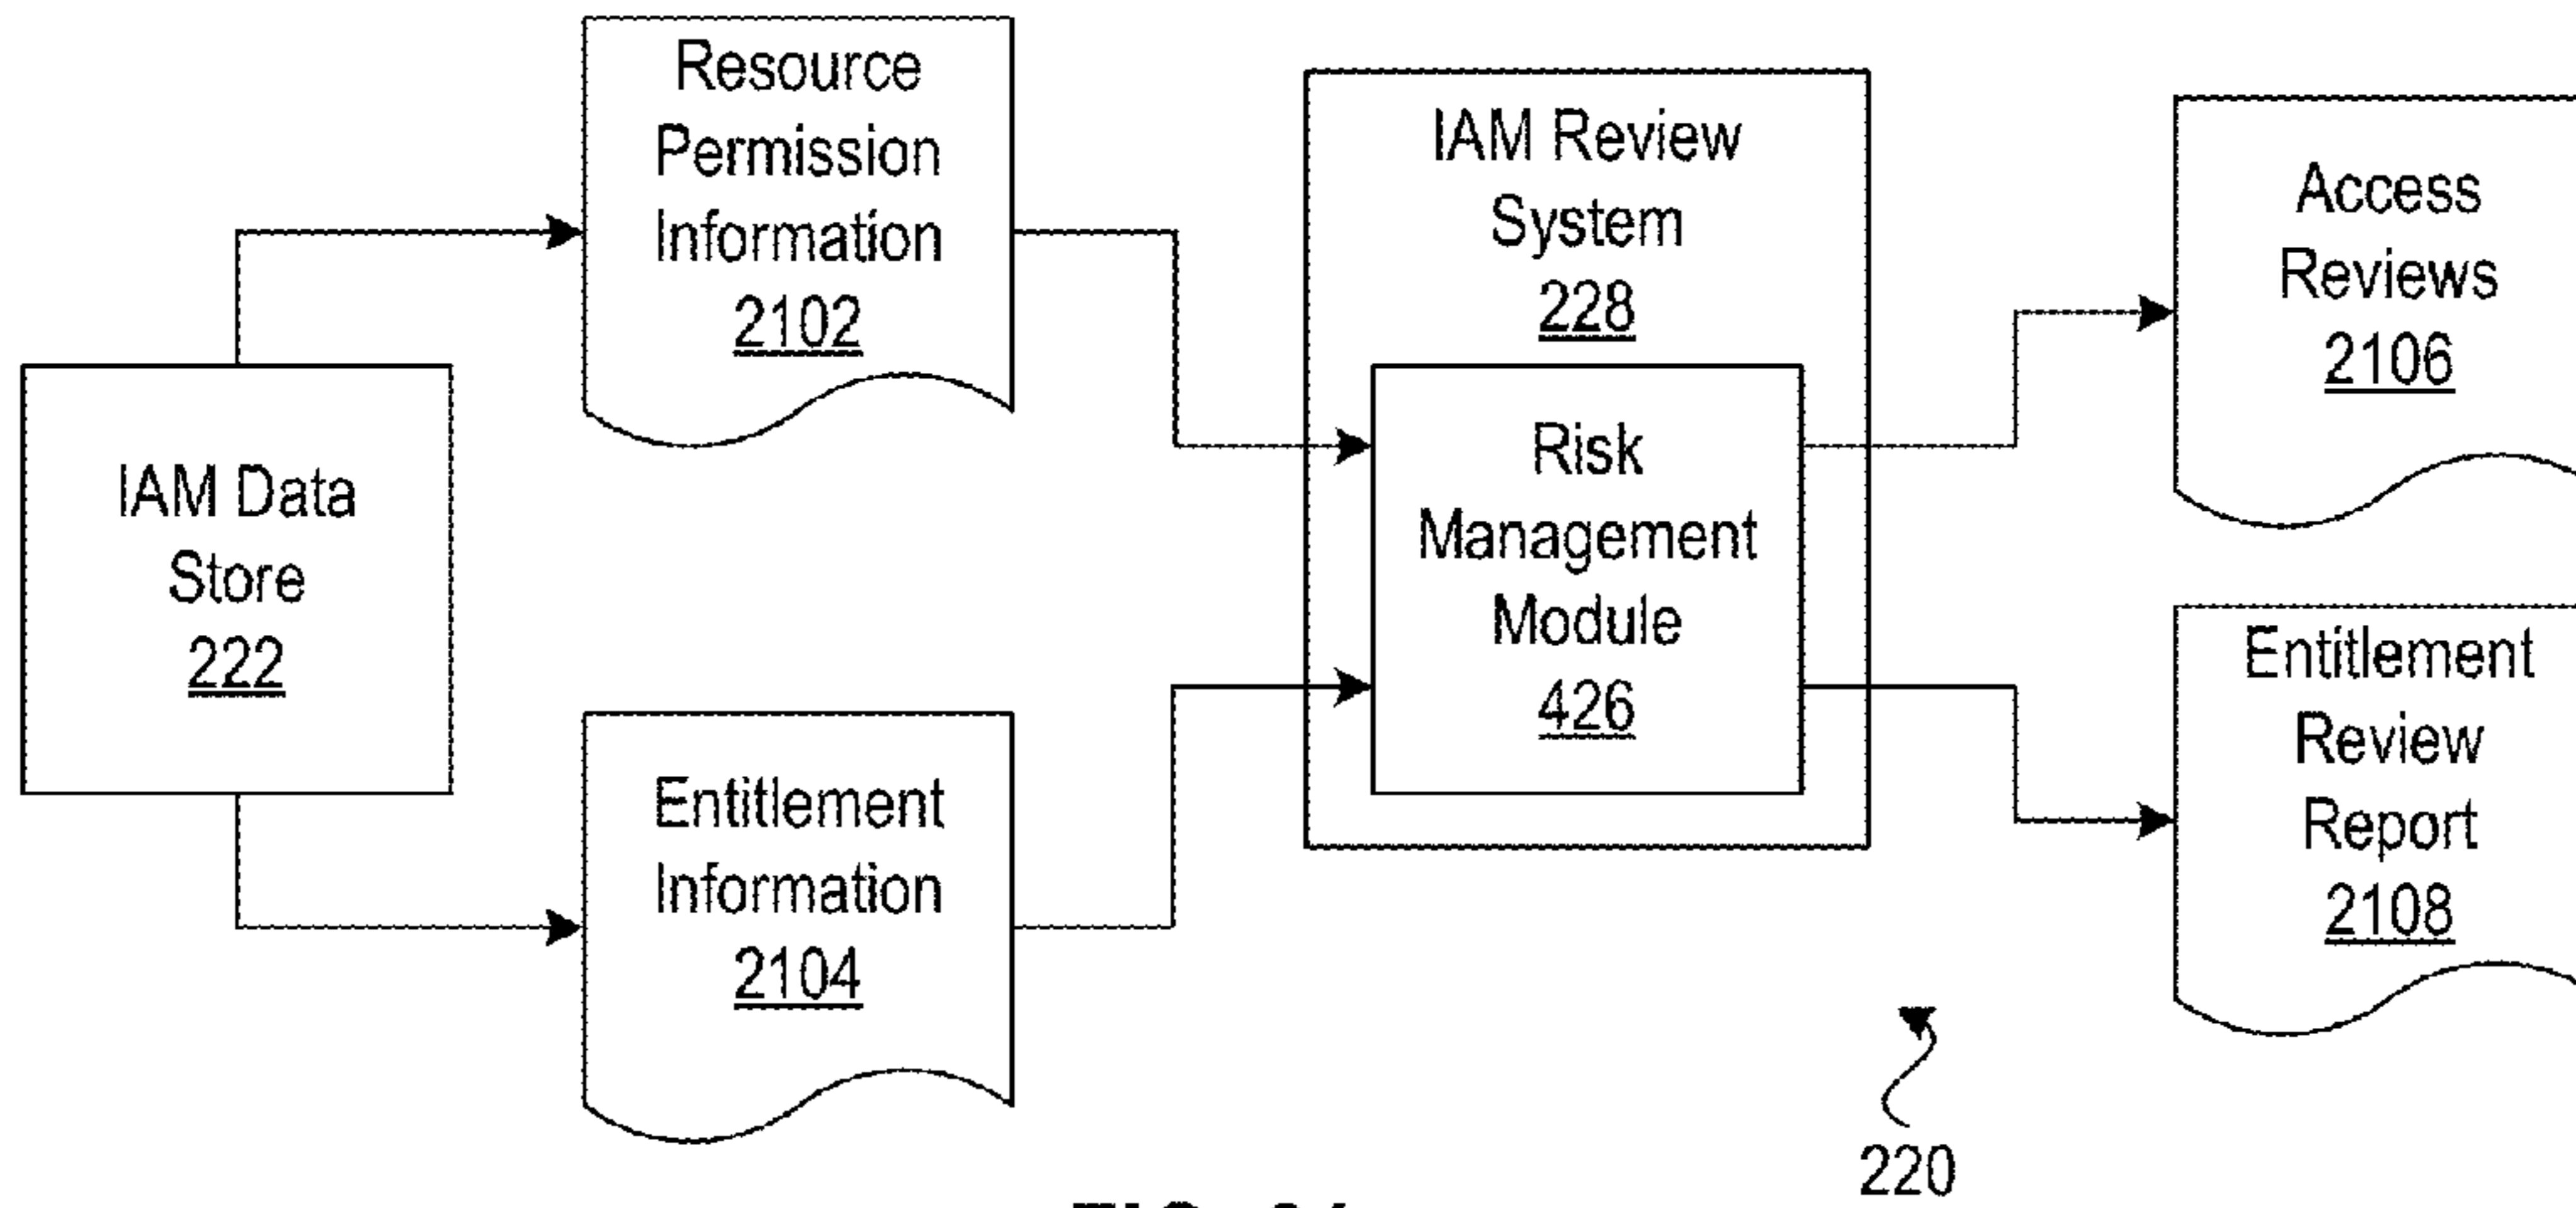 Resource
Permission
Information
2102
IAM Data
Store
222
Entitlement
Information
2104
IAM Review
System
228
Risk
Management
Module
426
Access
Reviews
2106
Entitlement
Review
Report
2108
220